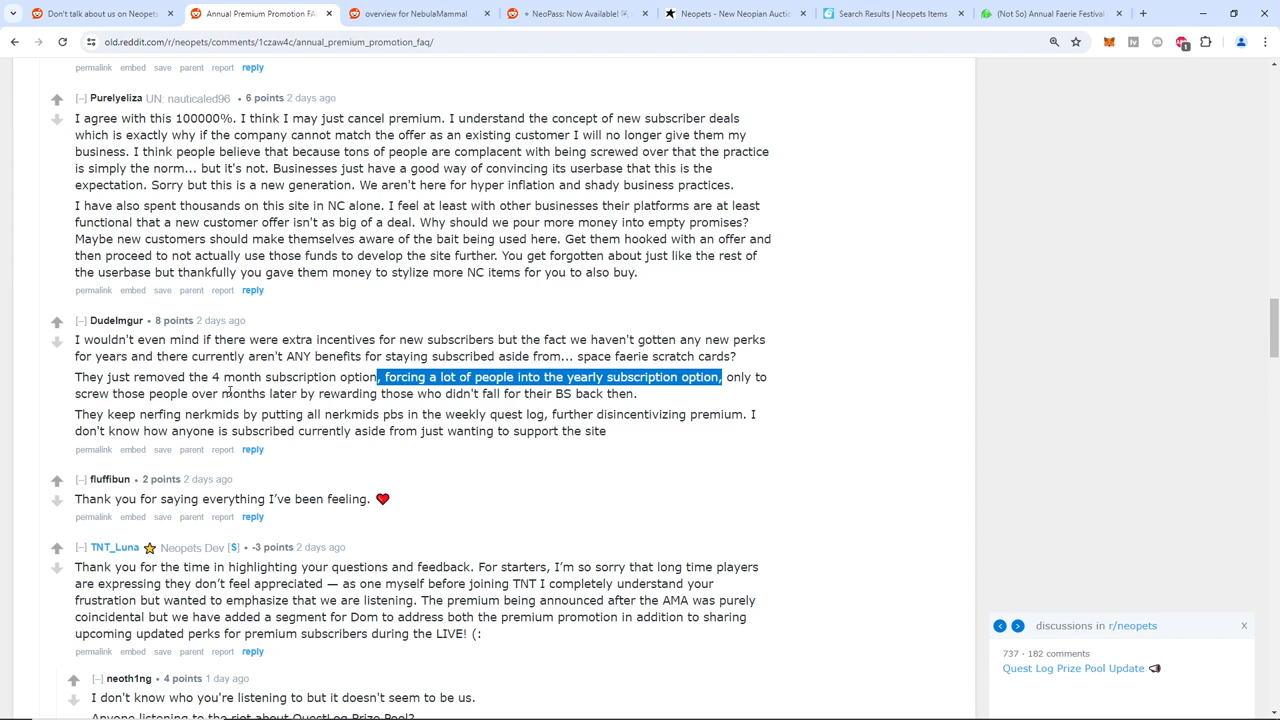 Don't talk about us on Neopets
Annual Premium Promotion FA
overview for NebulaMammal
NeoPass: Now Available!
Neopets - New Neopian Auctic
Search Results | Neopets Items
(Not So) Annual Faerie Festival
old.reddit.com/r/neopets/comments/1czaw4c/annual_premium_promotion_faq/
1
permalink embed save parent report reply
[–] Purelyeliza UN: nauticaled96 • 6 points 2 days ago
I agree with this 100000%. I think I may just cancel premium. I understand the concept of new subscriber deals
which is exactly why if the company cannot match the offer as an existing customer I will no longer give them my
business. I think people believe that because tons of people are complacent with being screwed over that the practice
is simply the norm... but it's not. Businesses just have a good way of convincing its userbase that this is the
expectation. Sorry but this is a new generation. We aren't here for hyper inflation and shady business practices.
I have also spent thousands on this site in NC alone. I feel at least with other businesses their platforms are at least
functional that a new customer offer isn't as big of a deal. Why should we pour more money into empty promises?
Maybe new customers should make themselves aware of the bait being used here. Get them hooked with an offer and
then proceed to not actually use those funds to develop the site further. You get forgotten about just like the rest of
the userbase but thankfully you gave them money to stylize more NC items for you to also buy.
permalink embed save parent report reply
[–] DudeImgur • 8 points 2 days ago
I wouldn't even mind if there were extra incentives for new subscribers but the fact we haven't gotten any new perks
for years and there currently aren't ANY benefits for staying subscribed aside from... space faerie scratch cards?
They just removed the 4 month subscription option, forcing a lot of people into the yearly subscription option, only to
screw those people over months later by rewarding those who didn't fall for their BS back then.
They keep nerfing nerkmids by putting all nerkmids pbs in the weekly quest log, further disincentivizing premium. I
don't know how anyone is subscribed currently aside from just wanting to support the site
permalink embed save parent report reply
[–] fluffibun • 2 points 2 days ago
Thank you for saying everything I've been feeling. ❤️
permalink embed save parent report reply
[–] TNT_Luna ⭐ Neopets Dev [S] • -3 points 2 days ago
Thank you for the time in highlighting your questions and feedback. For starters, I'm so sorry that long time players
are expressing they don't feel appreciated — as one myself before joining TNT I completely understand your
frustration but wanted to emphasize that we are listening. The premium being announced after the AMA was purely
coincidental but we have added a segment for Dom to address both the premium promotion in addition to sharing
upcoming updated perks for premium subscribers during the LIVE! (:
permalink embed save parent report reply
[–] neoth1ng • 4 points 1 day ago
I don't know who you're listening to but it doesn't seem to be us.
Anyone listening to the riot about QuestLog Prize Pool?
discussions in r/neopets X
737 · 182 comments
Quest Log Prize Pool Update 📢